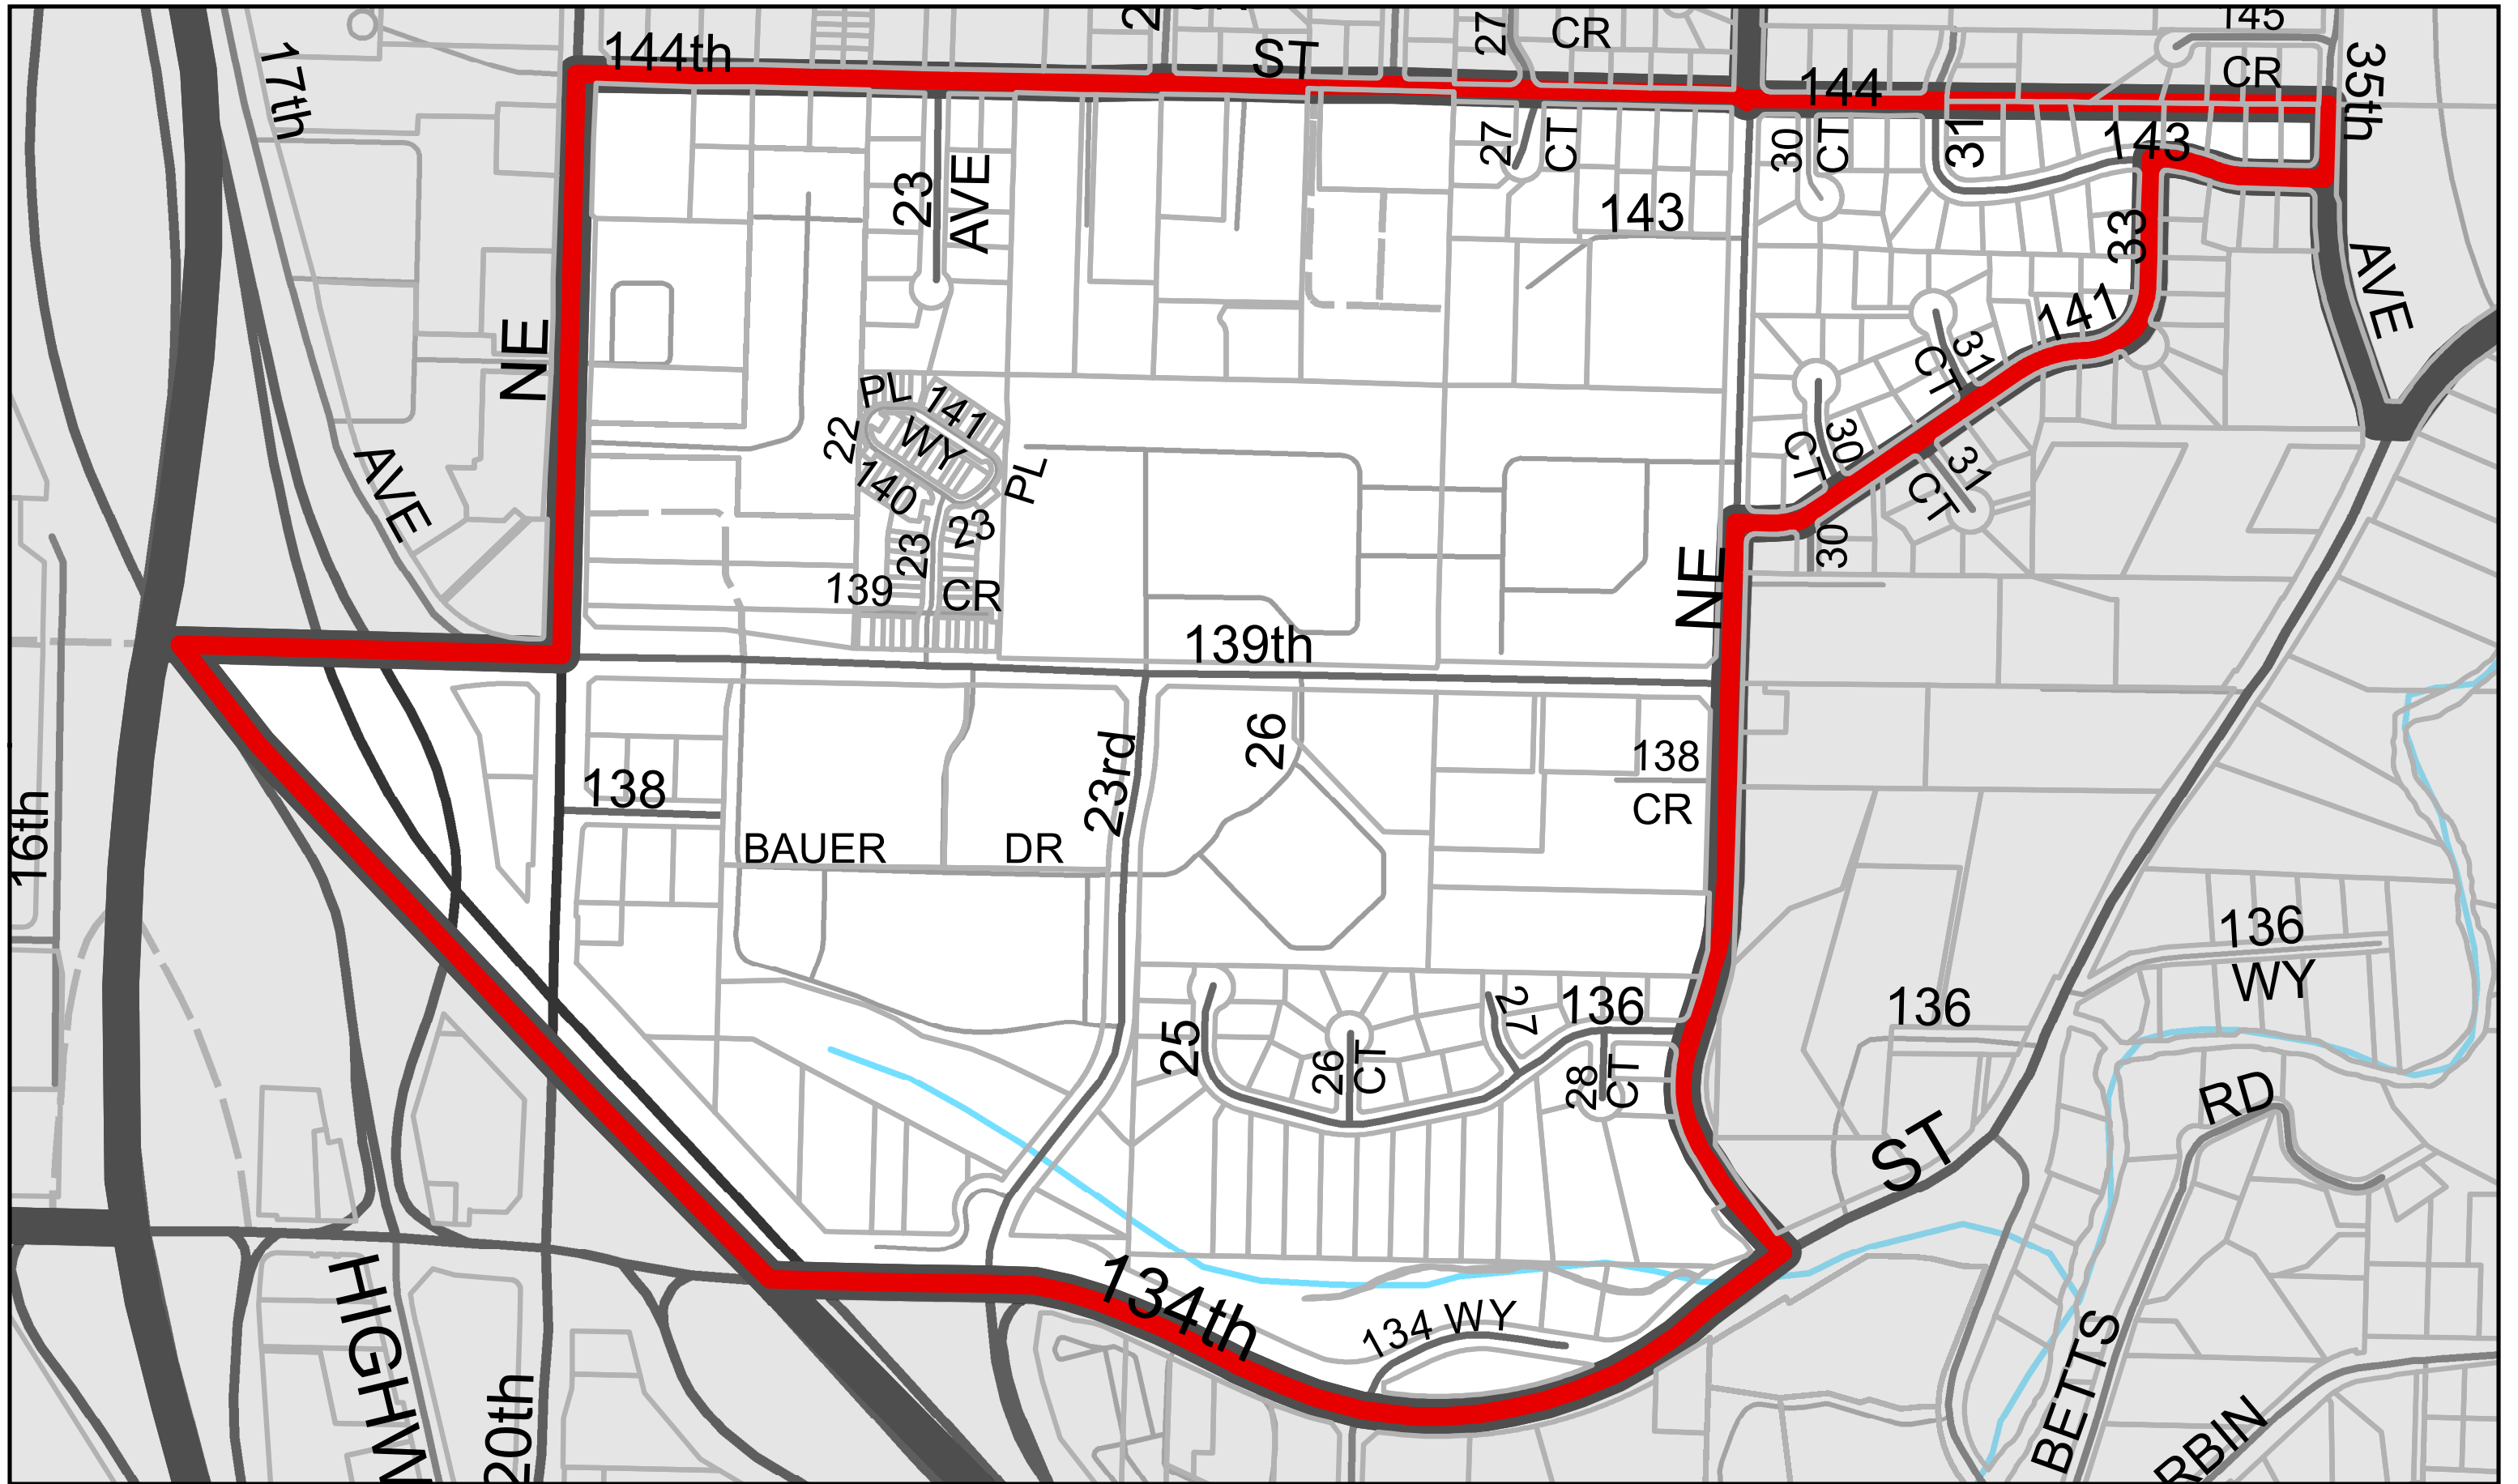 CR
27
CR
145
CR
17th
144th
ST
144
35th
143
23
AVE
27
CT
143
30
CT
31
33
141
AVE
NE
31
CT
PL
141
22
WY
140
PL
23
23
139
CR
300
CT
31
CT
30
AVE
NE
139th
138
BAUER
DR
23rd
26
138
CR
16th
136
WY
136
136
27
25
26
CT
28
CT
RD
ST
134th
134 WY
HIGHW
20th
BETTS
BBIN